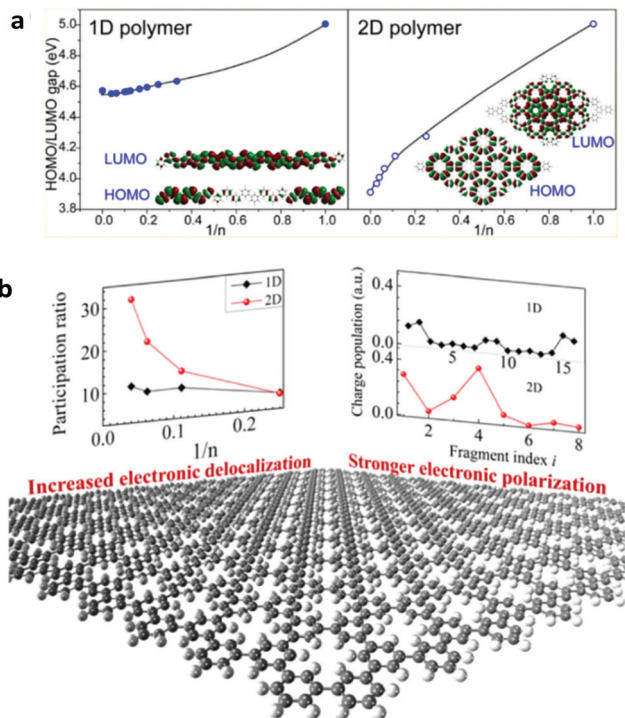 a
1D polymer
2D polymer
HOMO/LUMO gap (eV)
5.0
4.8
4.6
4.4
4.2
4.0
3.8
LUMO
HOMO
LUMO
HOMO
0.0 0.2 0.4 0.6 0.8 1.0
0.0 0.2 0.4 0.6 0.8 1.0
1/n
1/n
b
Participation ratio
30
20
10
1D
2D
0.0 0.1 0.2
1/n
Charge population (a.u.)
0.4
0.0
0.4
0.0
1D
5 10 15
2D
2 4 6 8
Fragment index i
Increased electronic delocalization
Stronger electronic polarization